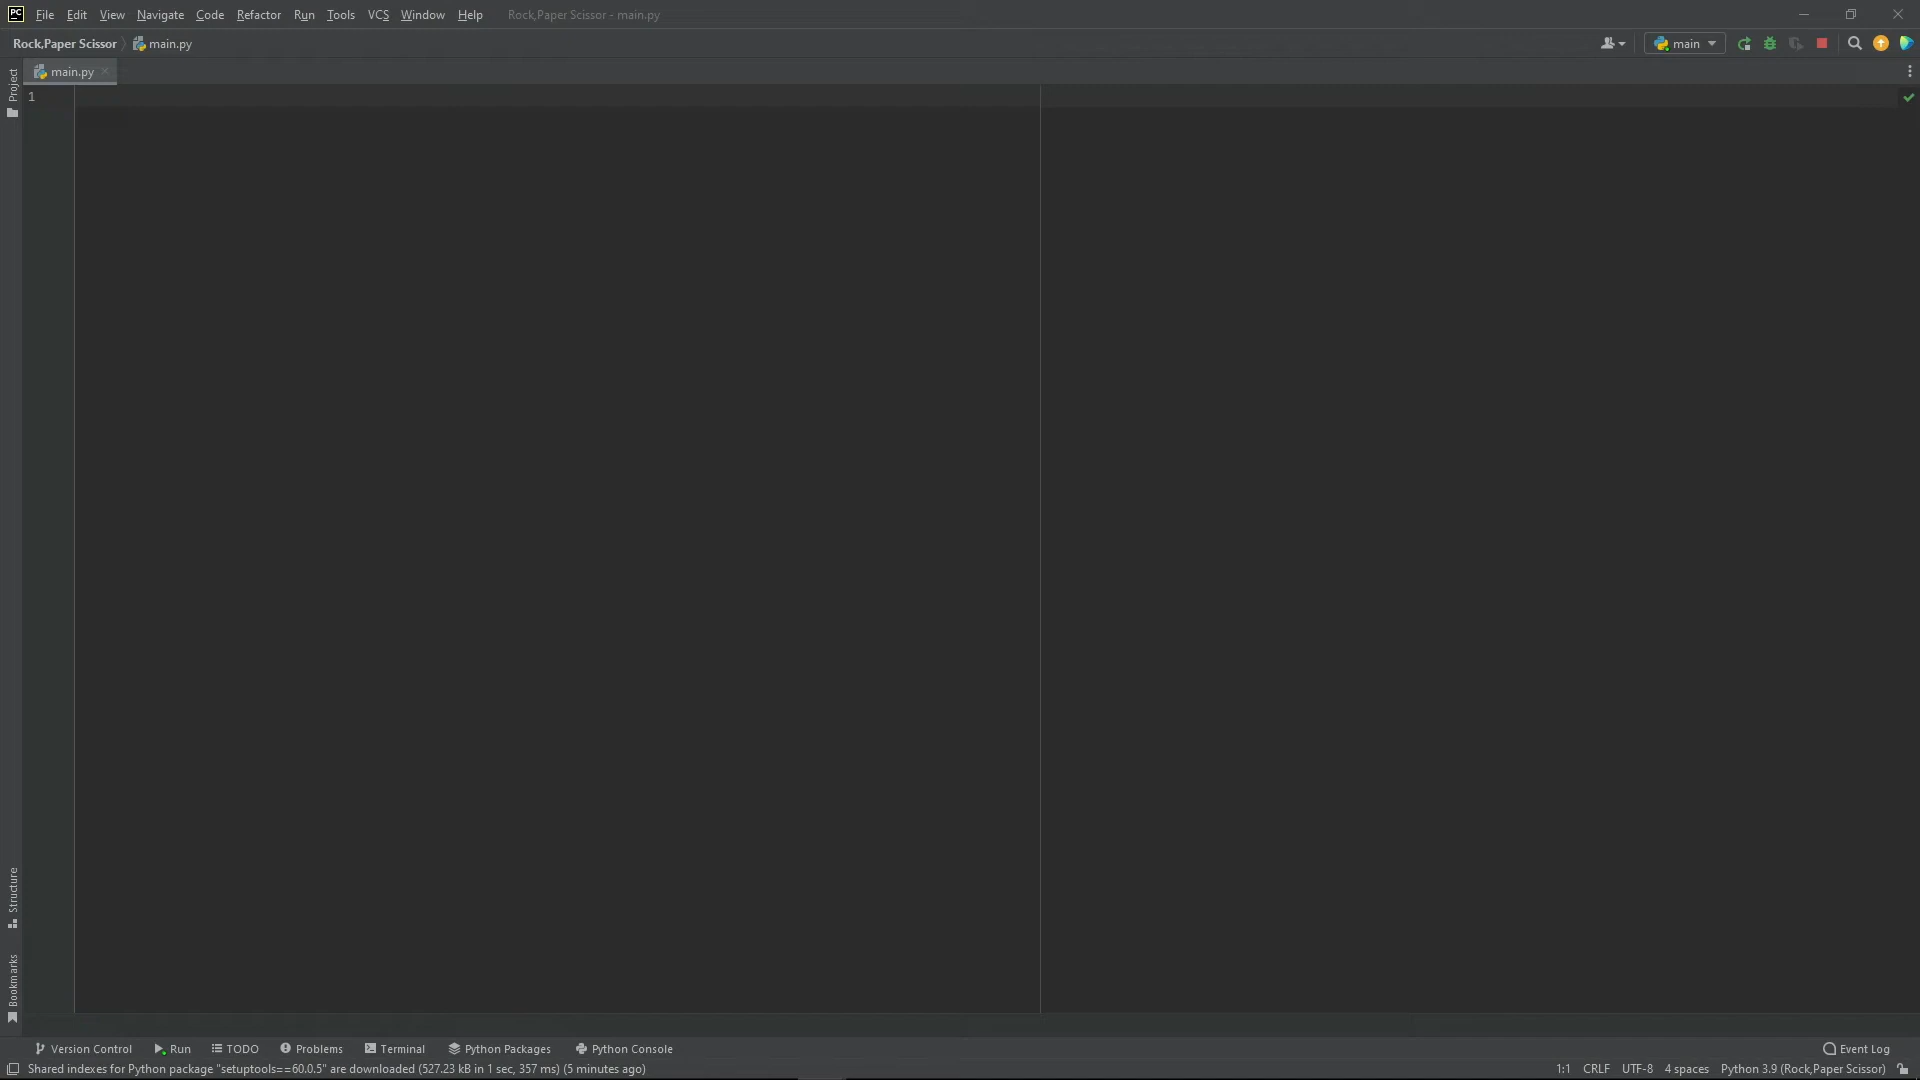 PC File Edit View Navigate Code Refactor Run Tools VCS Window Help Rock,Paper Scissor - main.py
Rock,Paper Scissor main.py main
main.py
Project
1
Structure
Bookmarks
Version Control Run TODO Problems Terminal Python Packages Python Console Event Log
Shared indexes for Python package "setuptools==60.0.5" are downloaded (527.23 kB in 1 sec, 357 ms) (5 minutes ago) 1:1 CRLF UTF-8 4 spaces Python 3.9 (Rock,Paper Scissor)